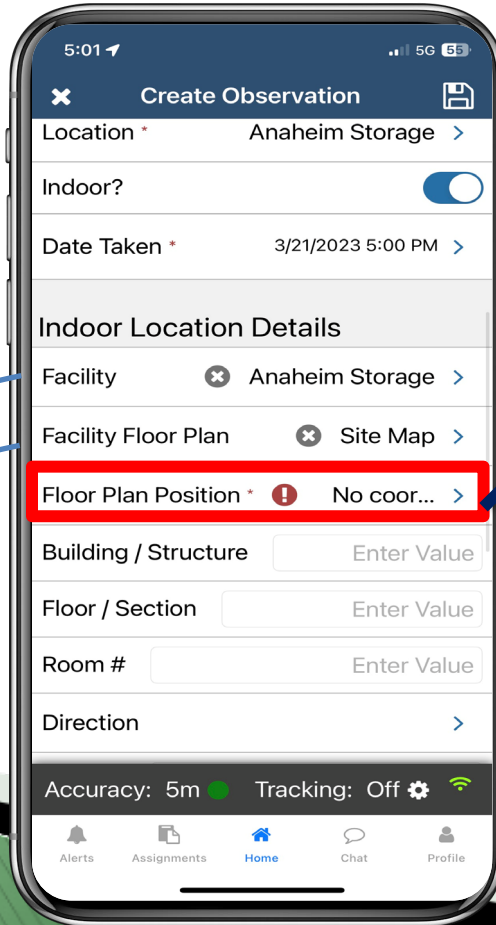 5:01 5G 55
Create Observation
Location * Anaheim Storage
Indoor?
Date Taken * 3/21/2023 5:00 PM
Indoor Location Details
Facility Anaheim Storage
Facility Floor Plan Site Map
Floor Plan Position * No coor...
Building / Structure Enter Value
Floor / Section Enter Value
Room # Enter Value
Direction
Accuracy: 5m Tracking: Off
Alerts Assignments Home Chat Profile